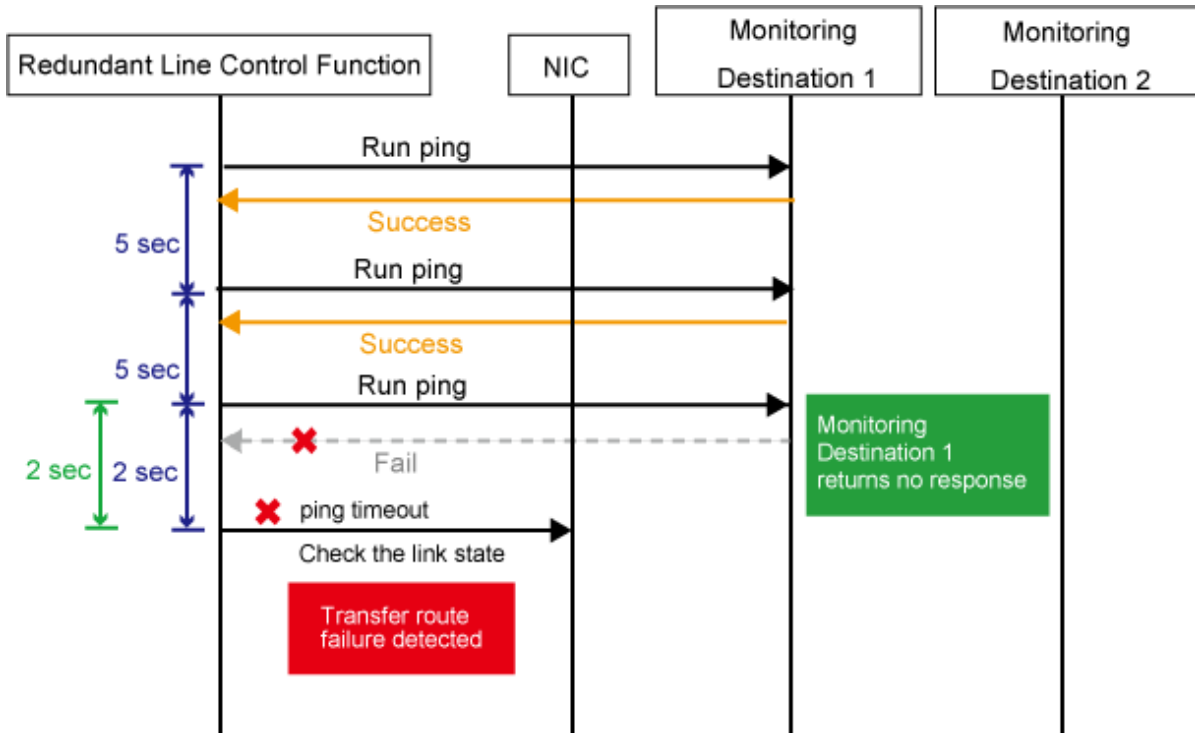 Redundant Line Control Function
NIC
Monitoring
Destination 1
Monitoring
Destination 2
Run ping
Success
5 sec
Run ping
Success
5 sec
Run ping
Monitoring
Destination 1
returns no response
Fail
2 sec
2 sec
ping timeout
Check the link state
Transfer route
failure detected